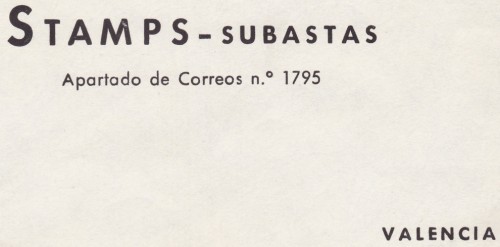 STAMPS-SUBASTAS
Apartado de Correos n.º 1795
VALENCIA